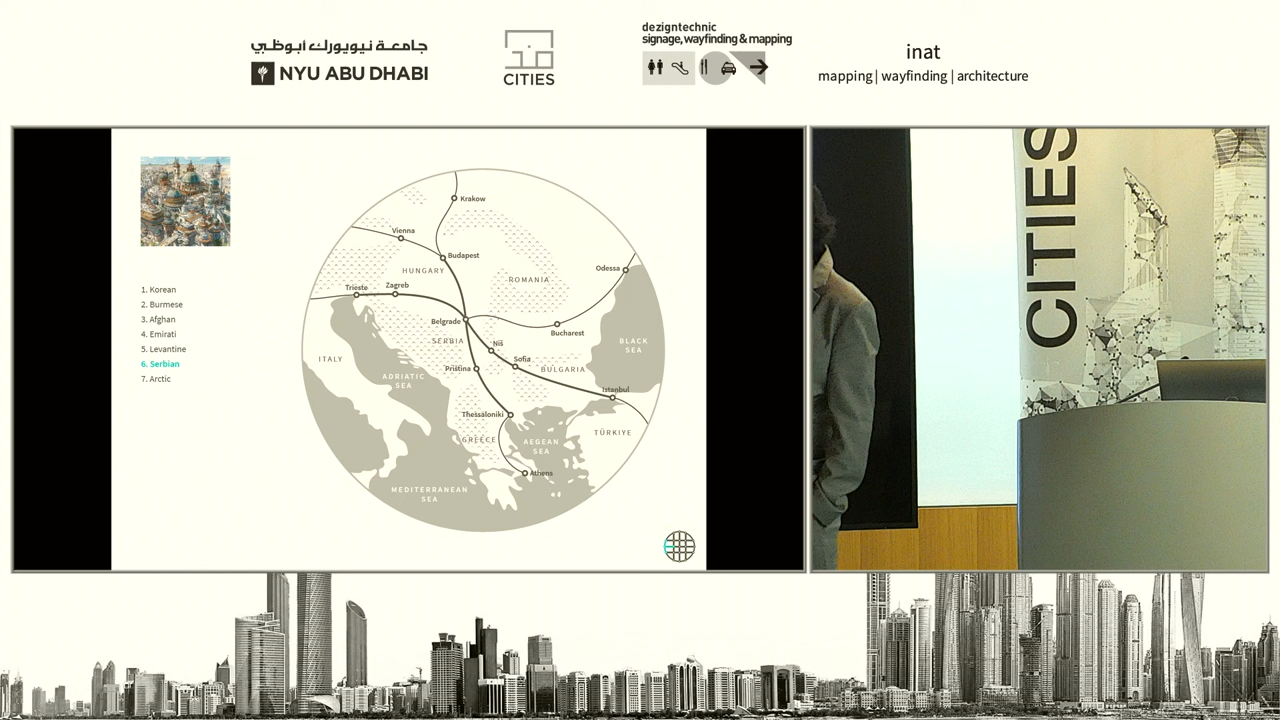 جامعة نيويورك أبوظبي
NYU ABU DHABI
CITIES
dezigntechnic
signage, wayfinding & mapping
inat
mapping | wayfinding | architecture
1. Korean
2. Burmese
3. Afghan
4. Emirati
5. Levantine
6. Serbian
7. Arctic
Krakow
Vienna
Budapest
HUNGARY
ROMANIA
Odessa
Trieste
Zagreb
Belgrade
Bucharest
SERBIA
Niš
BLACK
SEA
ITALY
Sofia
Priština
BULGARIA
ADRIATIC
SEA
Istanbul
Thessaloniki
TÜRKIYE
GREECE
AEGEAN
SEA
Athens
MEDITERRANEAN
SEA
CITIES